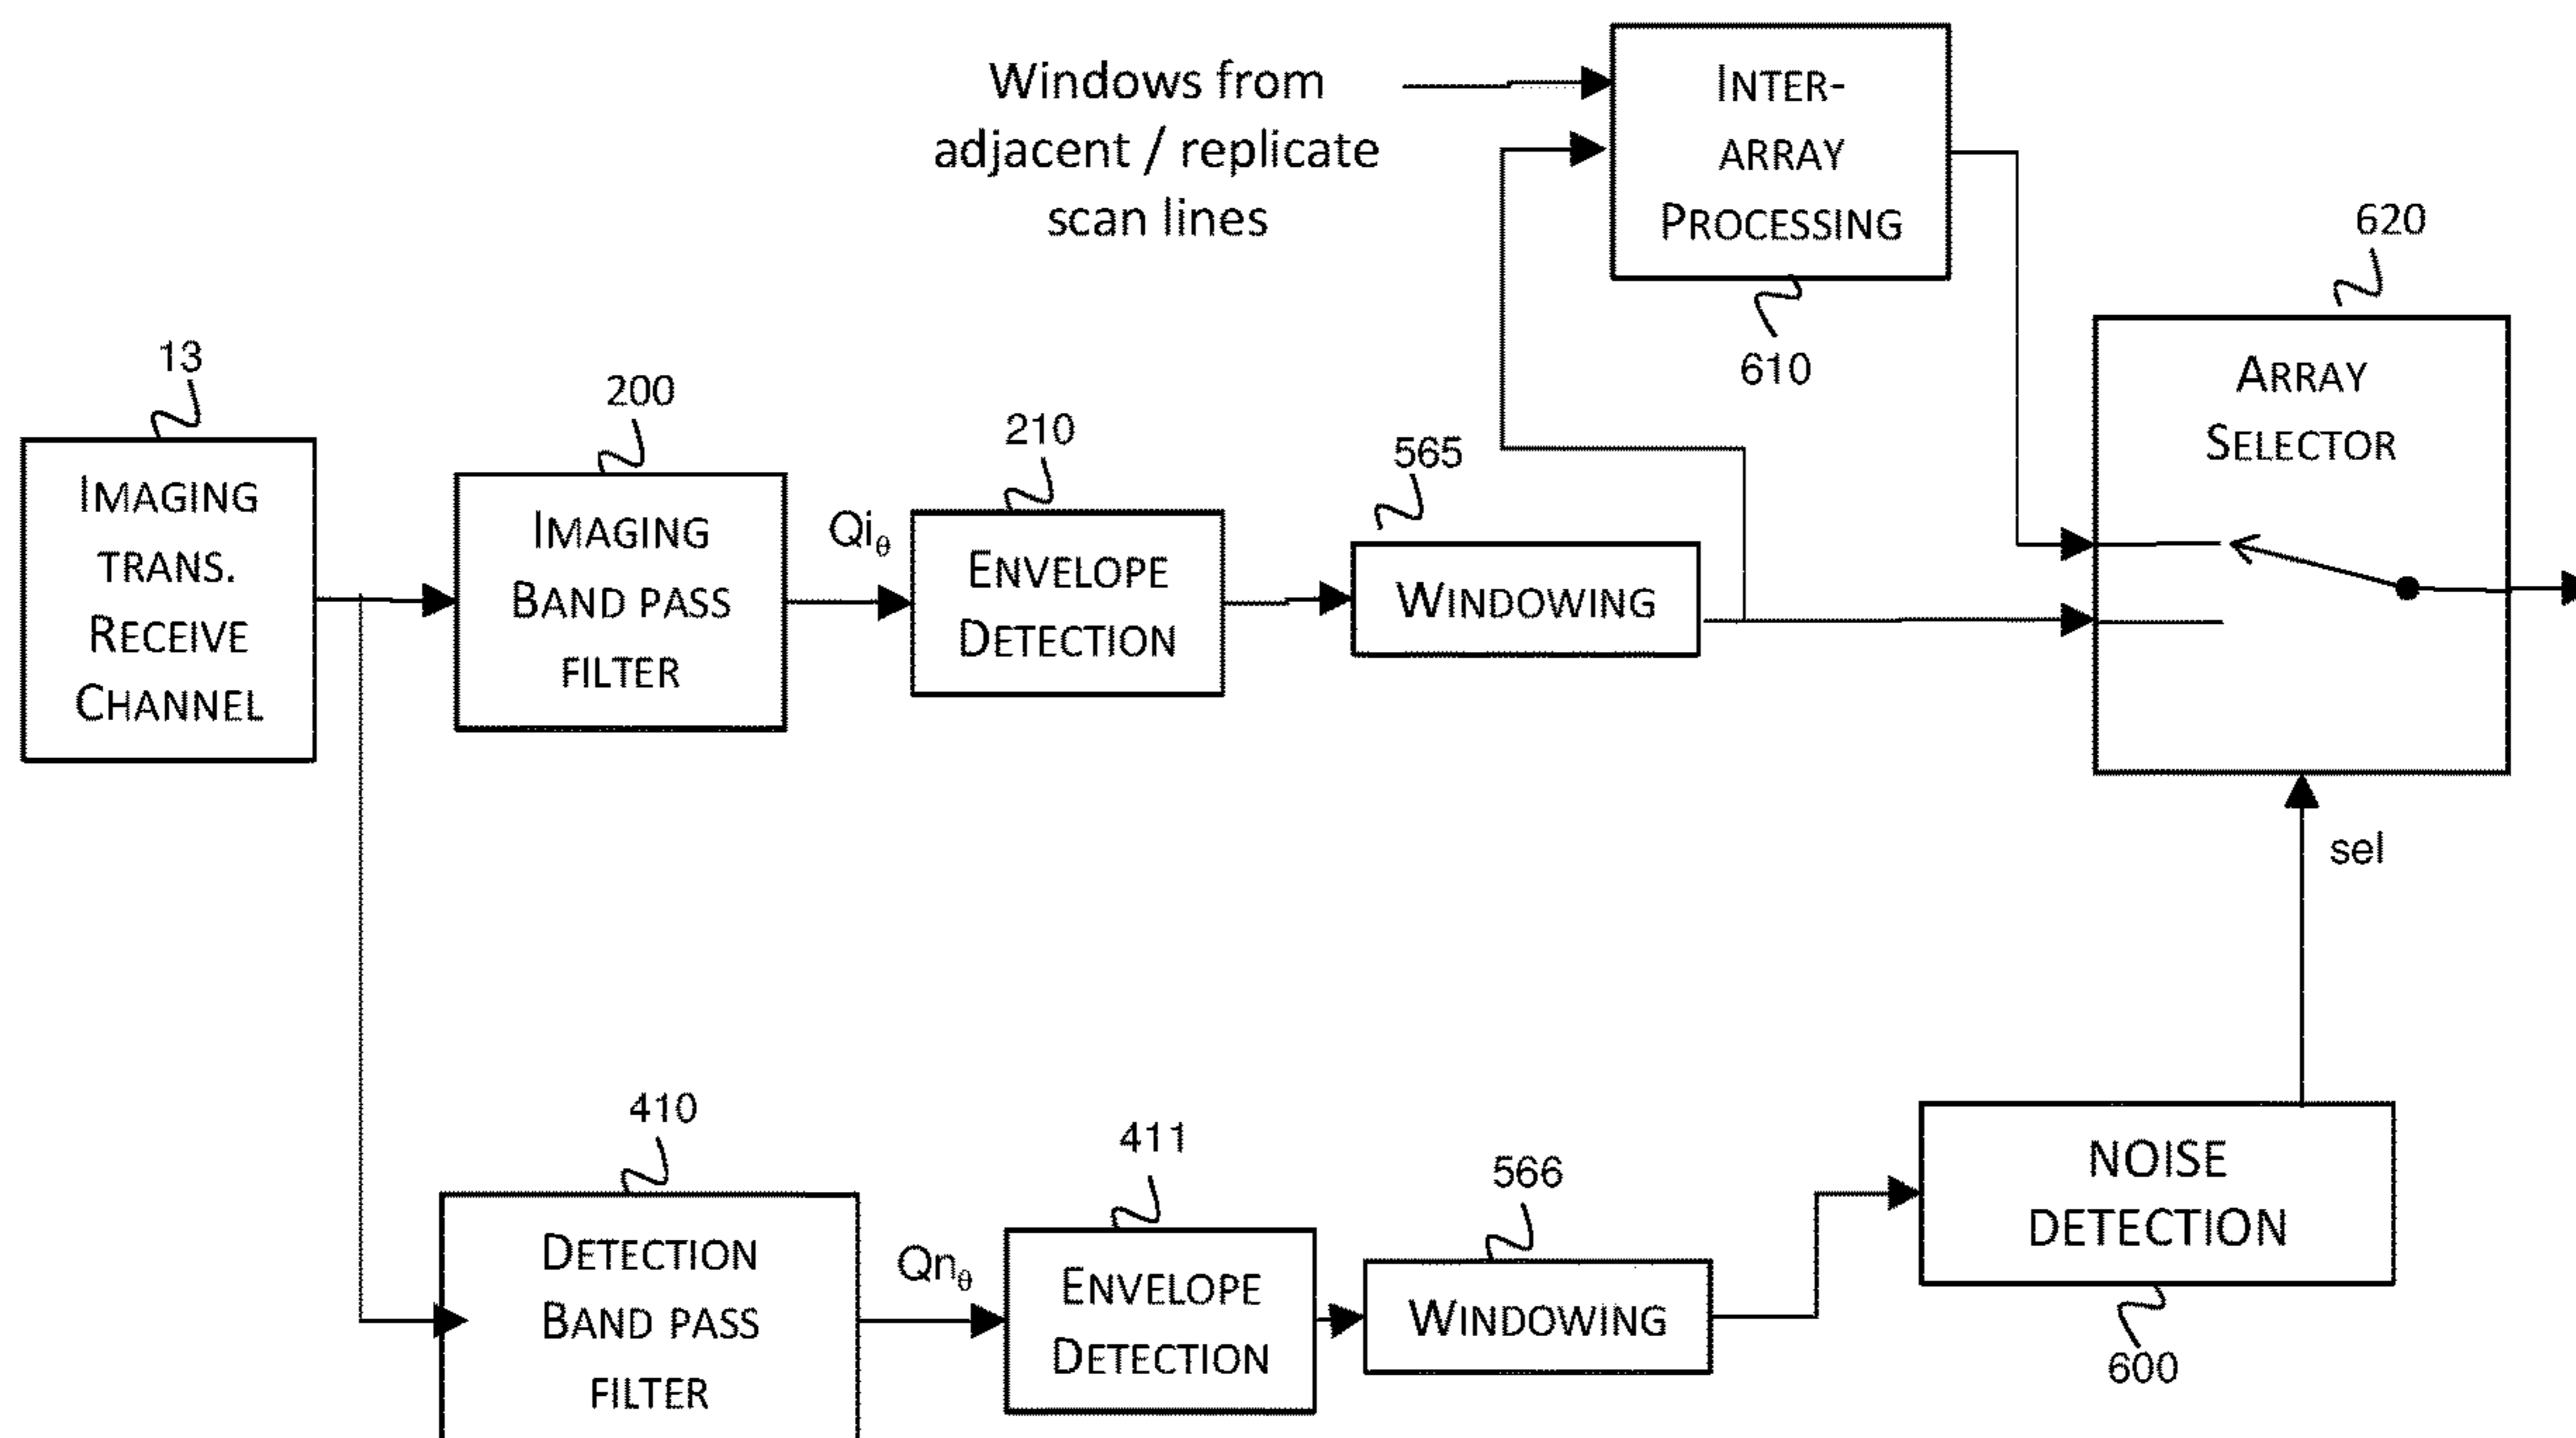 Windows from
adjacent / replicate
scan lines
INTER-
ARRAY
PROCESSING
610
620
ARRAY
SELECTOR
13
IMAGING
TRANS.
RECEIVE
CHANNEL
200
IMAGING
BAND PASS
FILTER
Qiθ
210
ENVELOPE
DETECTION
565
WINDOWING
sel
410
DETECTION
BAND PASS
FILTER
Qnθ
411
ENVELOPE
DETECTION
566
WINDOWING
NOISE
DETECTION
600